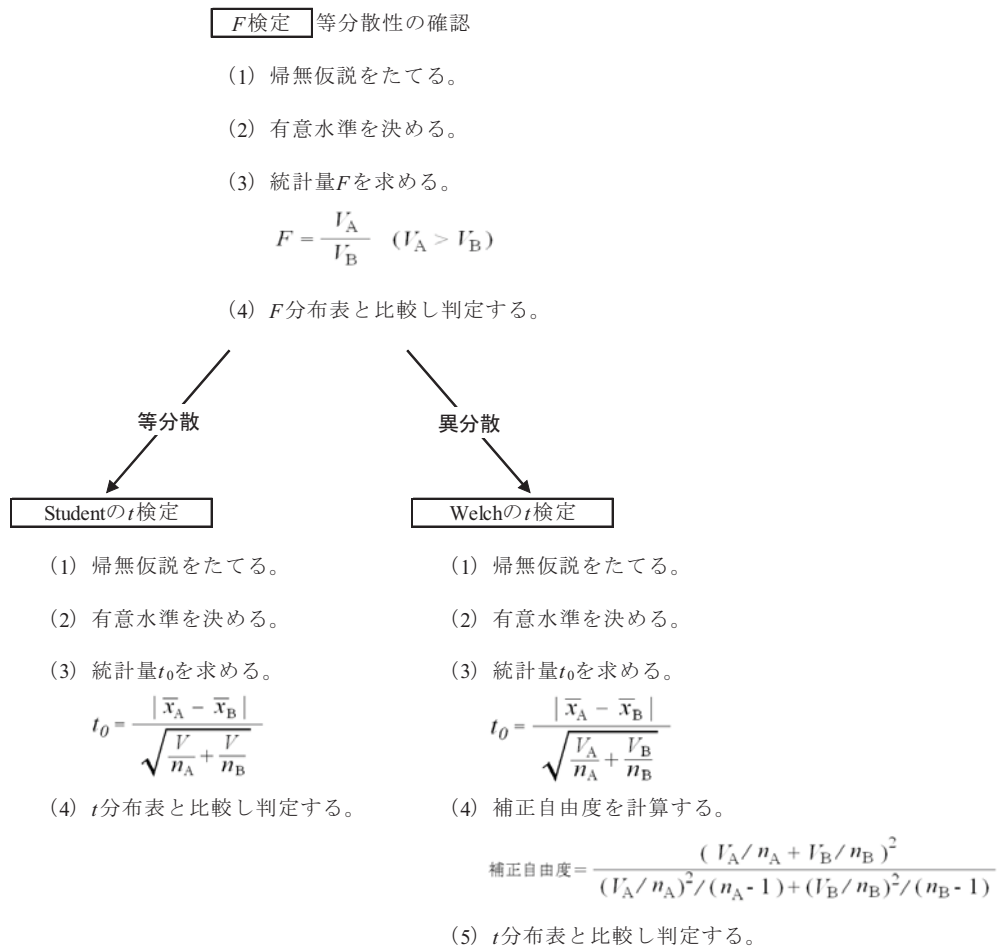 F検定 等分散性の確認
(1) 帰無仮説をたてる。
(2) 有意水準を決める。
(3) 統計量Fを求める。
F = V_A / V_B (V_A > V_B)
(4) F分布表と比較し判定する。
等分散
異分散
Studentのt検定
(1) 帰無仮説をたてる。
(2) 有意水準を決める。
(3) 統計量t₀を求める。
t₀ = | x̄_A − x̄_B | / √( V/n_A + V/n_B )
(4) t分布表と比較し判定する。
Welchのt検定
(1) 帰無仮説をたてる。
(2) 有意水準を決める。
(3) 統計量t₀を求める。
t₀ = | x̄_A − x̄_B | / √( V_A/n_A + V_B/n_B )
(4) 補正自由度を計算する。
補正自由度= ( V_A / n_A + V_B / n_B )² / ( (V_A / n_A)² / (n_A - 1) + (V_B / n_B)² / (n_B - 1) )
(5) t分布表と比較し判定する。